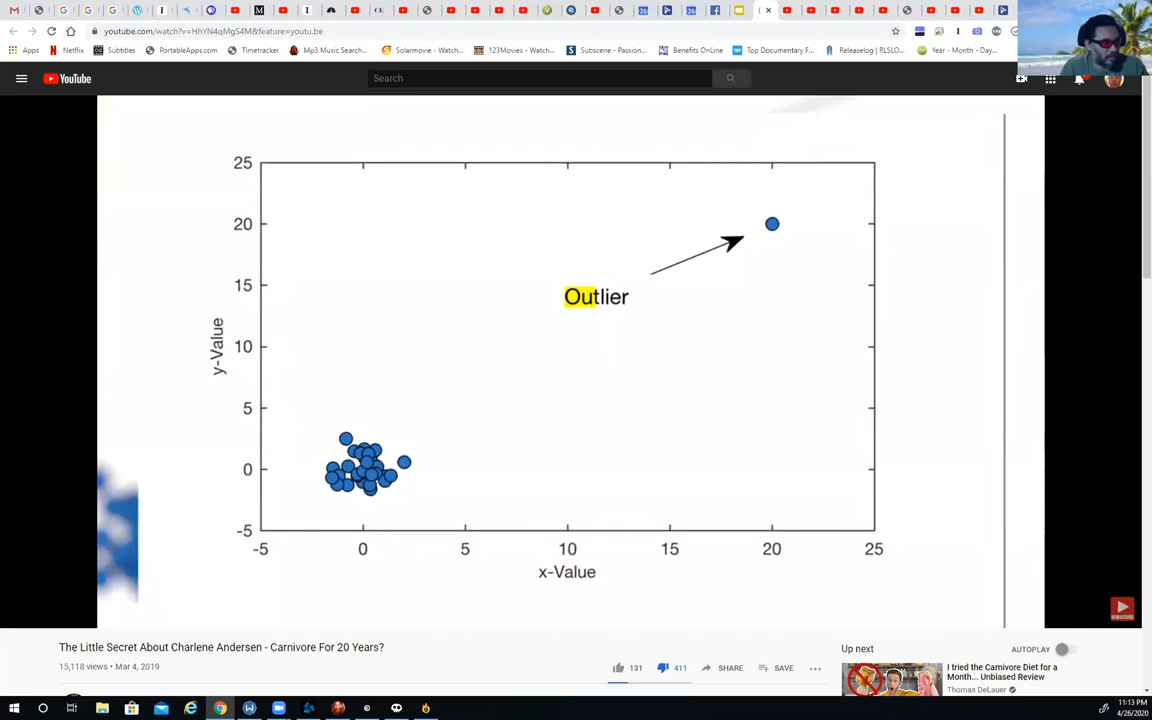 youtube.com/watch?v=HhYN4qMgS4M&feature=youtu.be
Apps Netflix Subtitles PortableApps.com Timetracker Mp3 Music Search... Solarmovie - Watch... 123Movies - Watch... Subscene - Passion... Benefits OnLine Top Documentary F... Releaselog | RLSLO... Year - Month - Day...
YouTube
Search
25
20
15
10
5
0
-5
y-Value
Outlier
-5 0 5 10 15 20 25
x-Value
The Little Secret About Charlene Andersen - Carnivore For 20 Years?
15,118 views • Mar 4, 2019
131 411 SHARE SAVE
Up next
AUTOPLAY
I tried the Carnivore Diet for a
Month... Unbiased Review
Thomas DeLauer
11:13 PM
4/26/2020